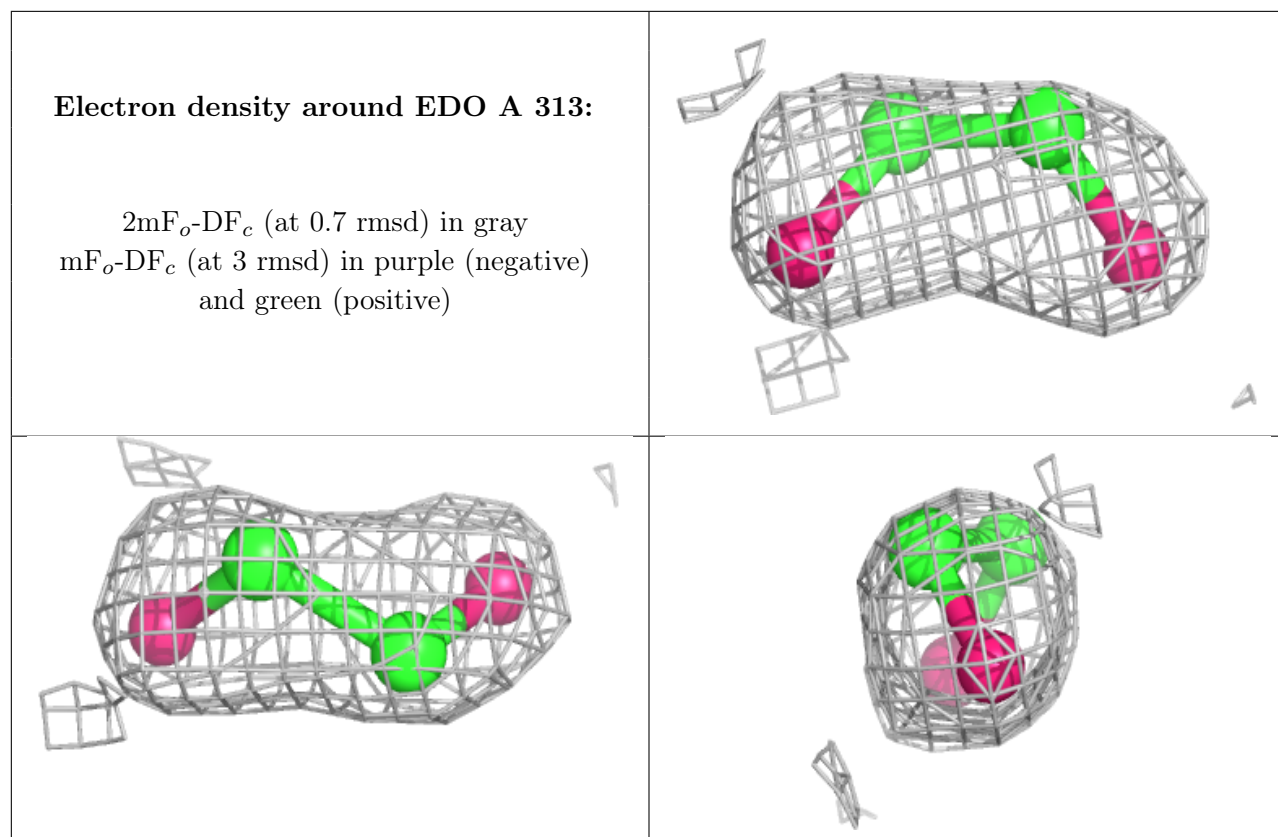 Electron density around EDO A 313:
2mFo-DFc (at 0.7 rmsd) in gray
mFo-DFc (at 3 rmsd) in purple (negative)
and green (positive)